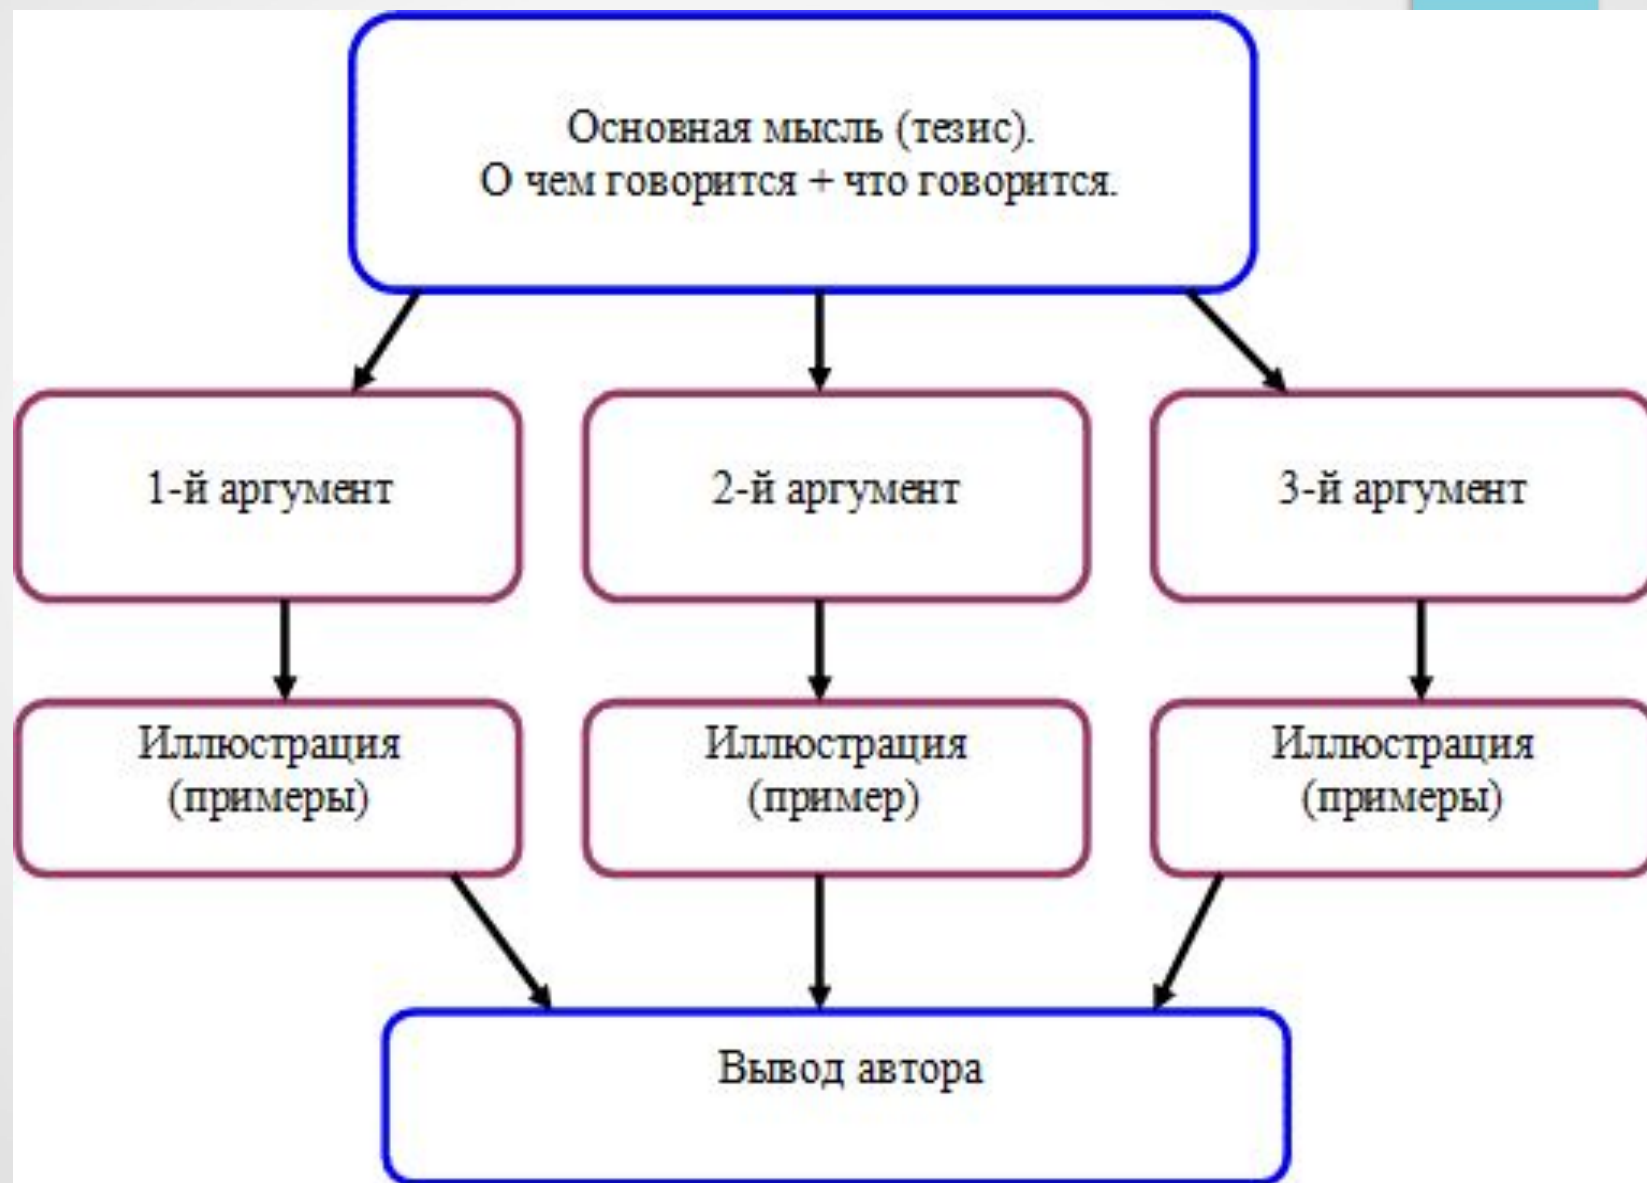 Основная мысль (тезис).
О чем говорится + что говорится.
1-й аргумент
2-й аргумент
3-й аргумент
Иллюстрация
(примеры)
Иллюстрация
(пример)
Иллюстрация
(примеры)
Вывод автора